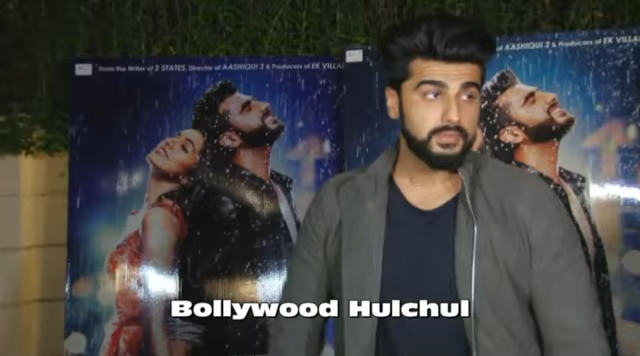 From the Writer of 2 STATES, Director of AASHIQUI 2 & Producers of EK VILLAIN
of AASHIQUI 2 & Producers of EK VILLAIN
Bollywood Hulchul